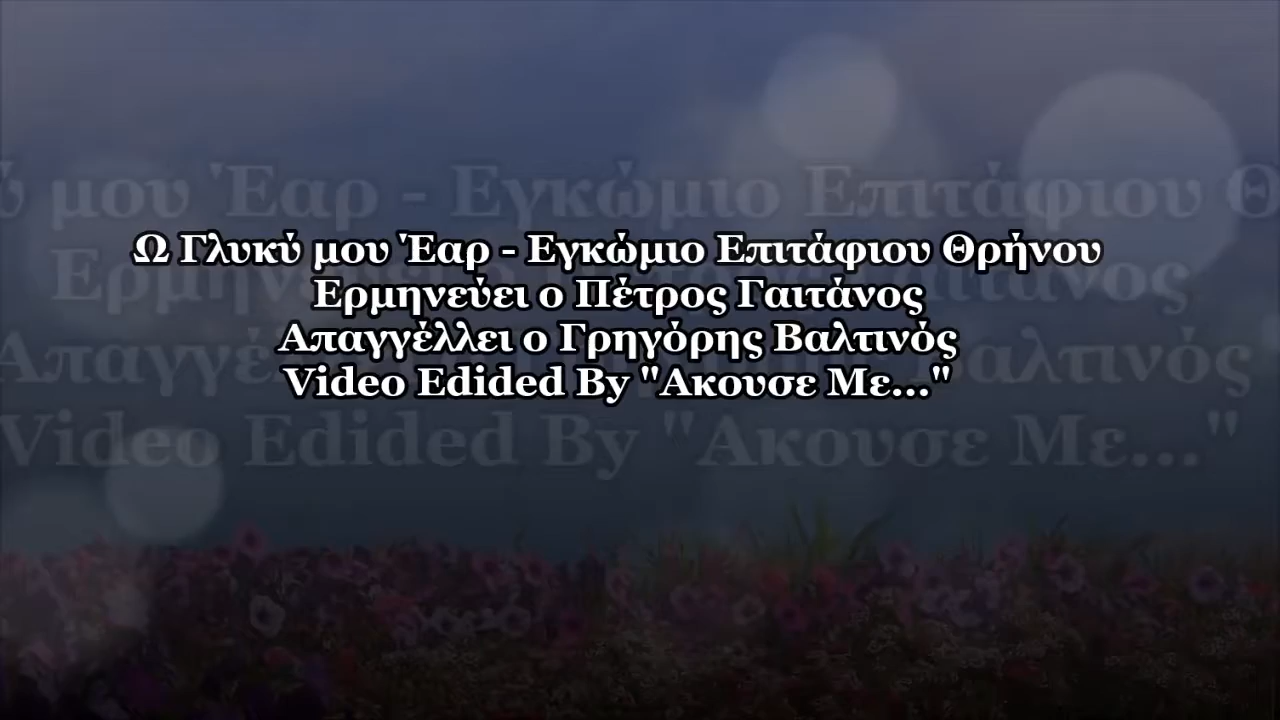 Ω Γλυκύ μου Έαρ - Εγκώμιο Επιτάφιου Θρήνου
Ερμηνεύει ο Πέτρος Γαιτάνος
Απαγγέλλει ο Γρηγόρης Βαλτινός
Video Edided By "Ακουσε Με..."